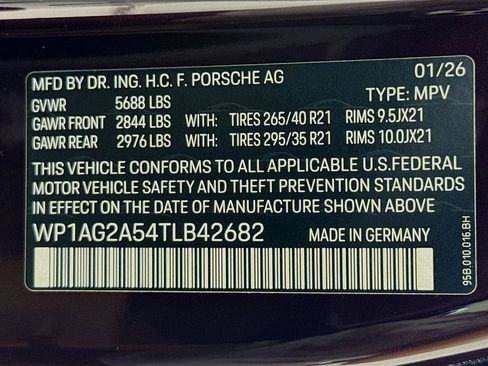 MFD BY DR. ING. H.C. F. PORSCHE AG 01/26
GVWR 5688 LBS TYPE: MPV
GAWR FRONT 2844 LBS WITH: TIRES 265/40 R21 RIMS 9.5JX21
GAWR REAR 2976 LBS WITH: TIRES 295/35 R21 RIMS 10.0JX21
THIS VEHICLE CONFORMS TO ALL APPLICABLE U.S.FEDERAL
MOTOR VEHICLE SAFETY AND THEFT PREVENTION STANDARDS
IN EFFECT ON THE DATE OF MANUFACTURE SHOWN ABOVE.
WP1AG2A54TLB42682 MADE IN GERMANY
95B.010.016.BH